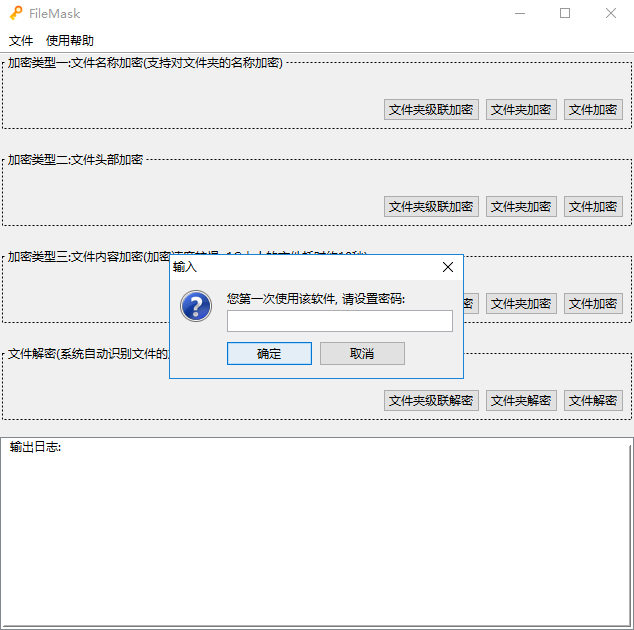 FileMask
文件 使用帮助
加密类型一:文件名称加密(支持对文件夹的名称加密)
文件夹级联加密 文件夹加密 文件加密
加密类型二:文件头部加密
文件夹级联加密 文件夹加密 文件加密
加密类型三:文件内容加密(加密
输入
您第一次使用该软件, 请设置密码:
密 文件夹加密 文件加密
确定 取消
文件解密(系统自动识别文件的
文件夹级联解密 文件夹解密 文件解密
输出日志: